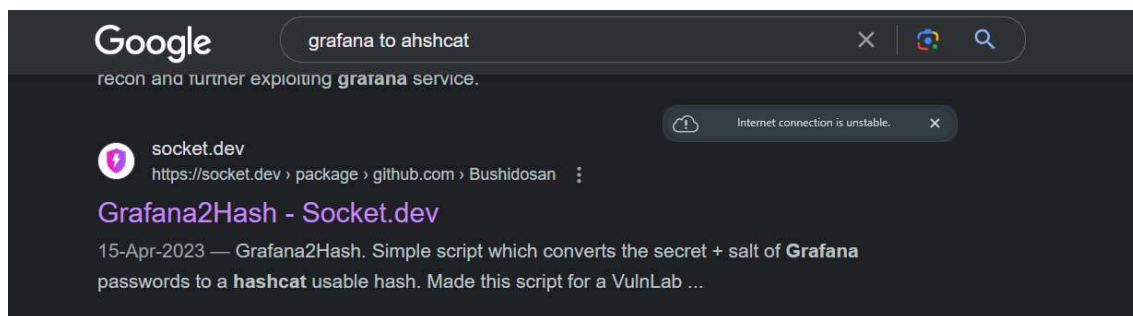 Google
grafana to ahshcat
recon and further exploiting grafana service.
Internet connection is unstable.
socket.dev
https://socket.dev › package › github.com › Bushidosan
Grafana2Hash - Socket.dev
15-Apr-2023 — Grafana2Hash. Simple script which converts the secret + salt of Grafana
passwords to a hashcat usable hash. Made this script for a VulnLab ...